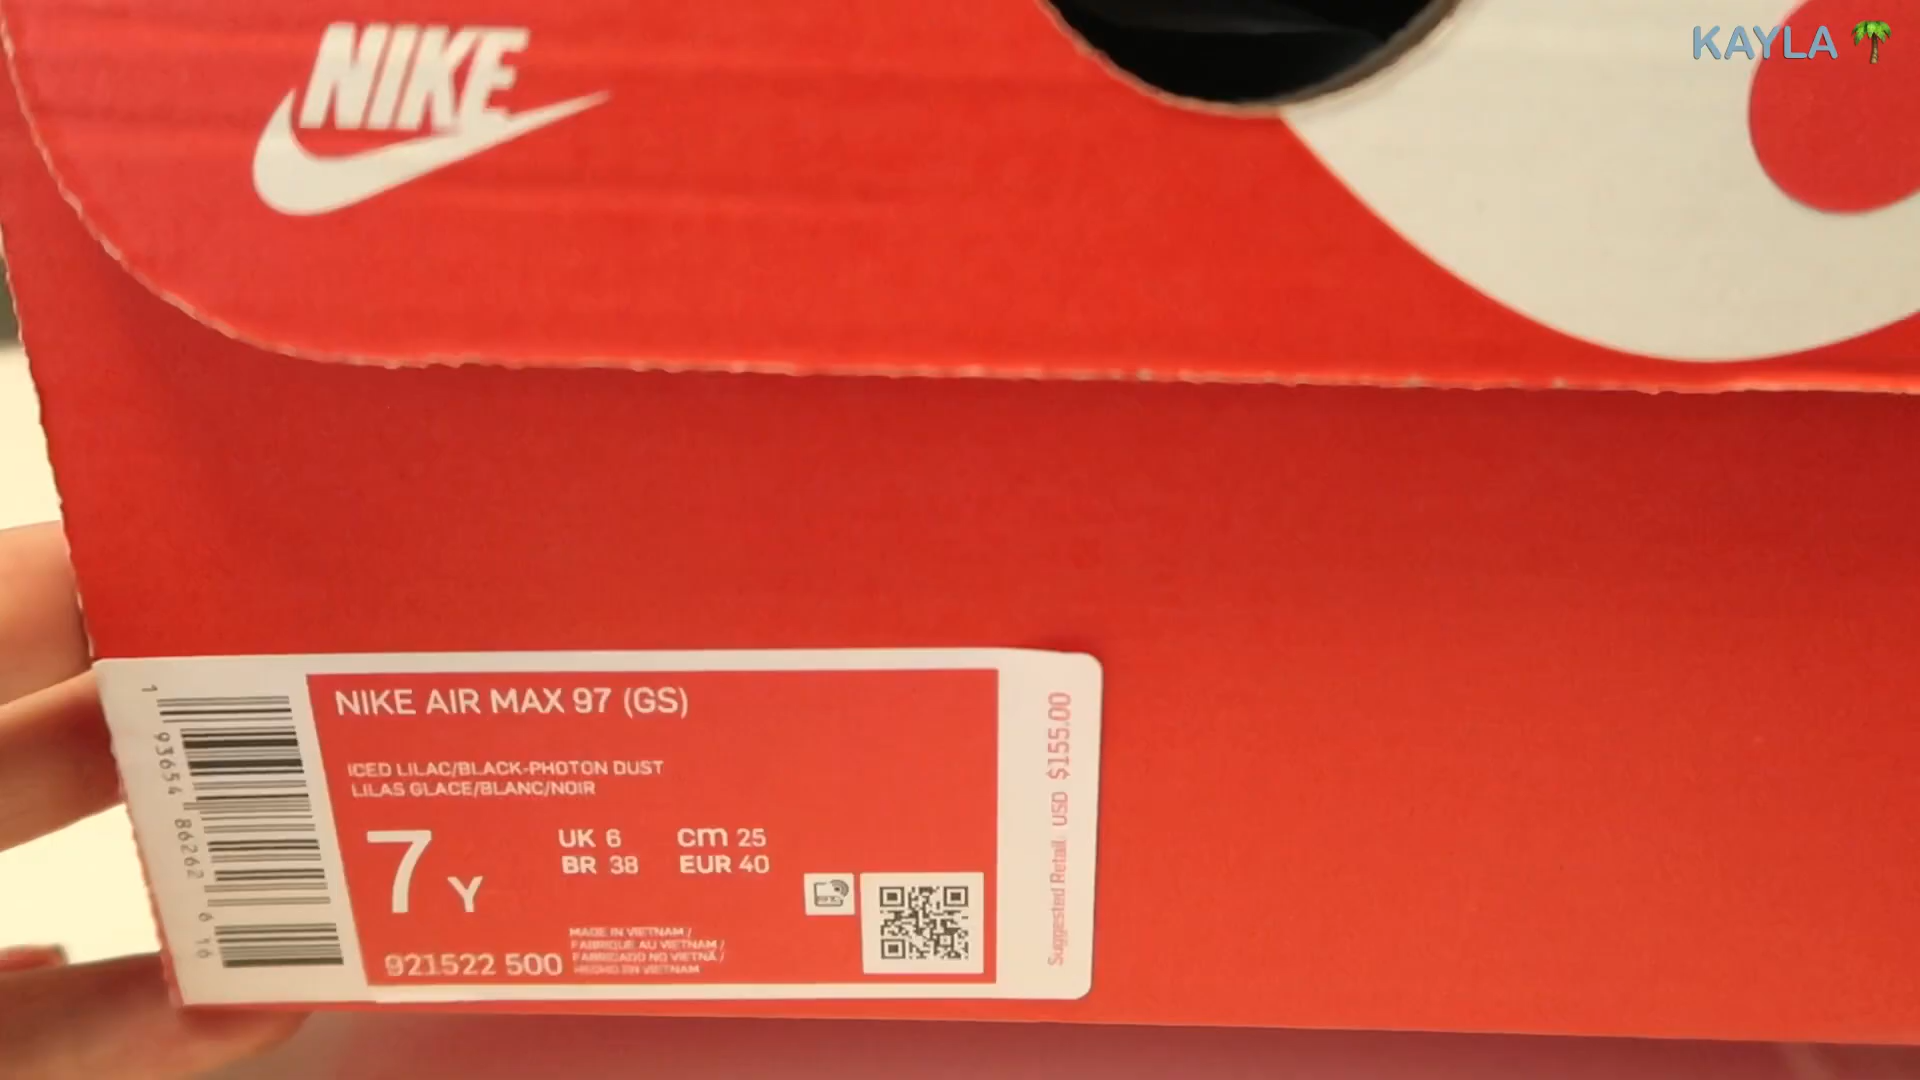 NIKE
KAYLA
NIKE AIR MAX 97 (GS)
ICED LILAC/BLACK-PHOTON DUST
LILAS GLACE/BLANC/NOIR
7 Y
UK 6
CM 25
BR 38
EUR 40
921522 500
MADE IN VIETNAM /
FABRIQUE AU VIETNAM /
FABRICADO NO VIETNÃ /
HECHO EN VIETNAM
Suggested Retail: USD $155.00
1 93654 86262 6 16